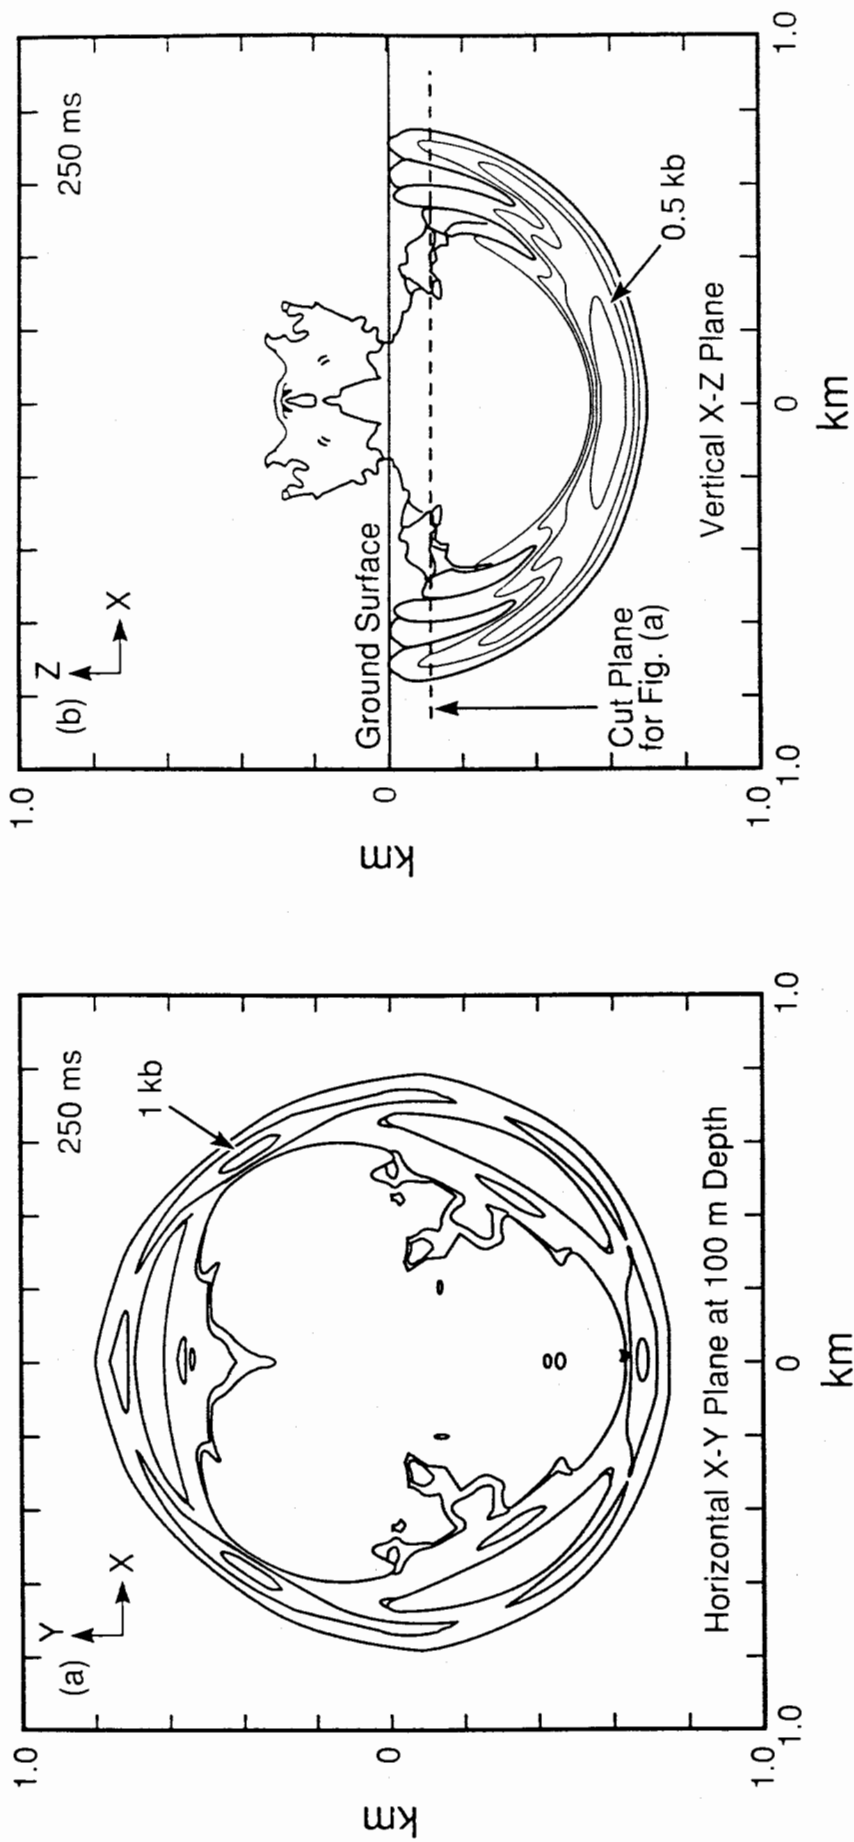 (a)
Y
X
250 ms
1 kb
1.0
0
1.0
km
Horizontal X-Y Plane at 100 m Depth
1.0
0
1.0
km
(b)
Z
X
250 ms
Ground Surface
Cut Plane
for Fig. (a)
0.5 kb
Vertical X-Z Plane
1.0
0
1.0
km
1.0
0
1.0
km